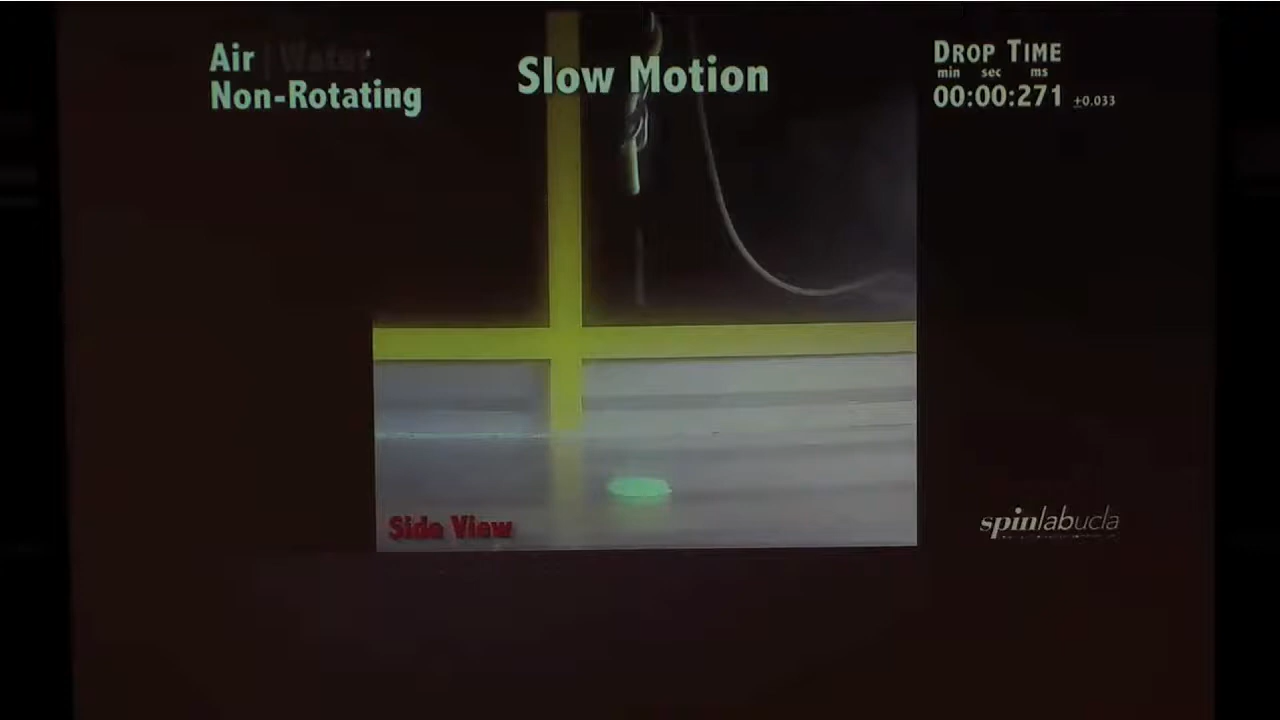 Air | Water
Non-Rotating
Slow Motion
DROP TIME
min sec ms
00:00:271 ±0.033
Side View
spinlabucla